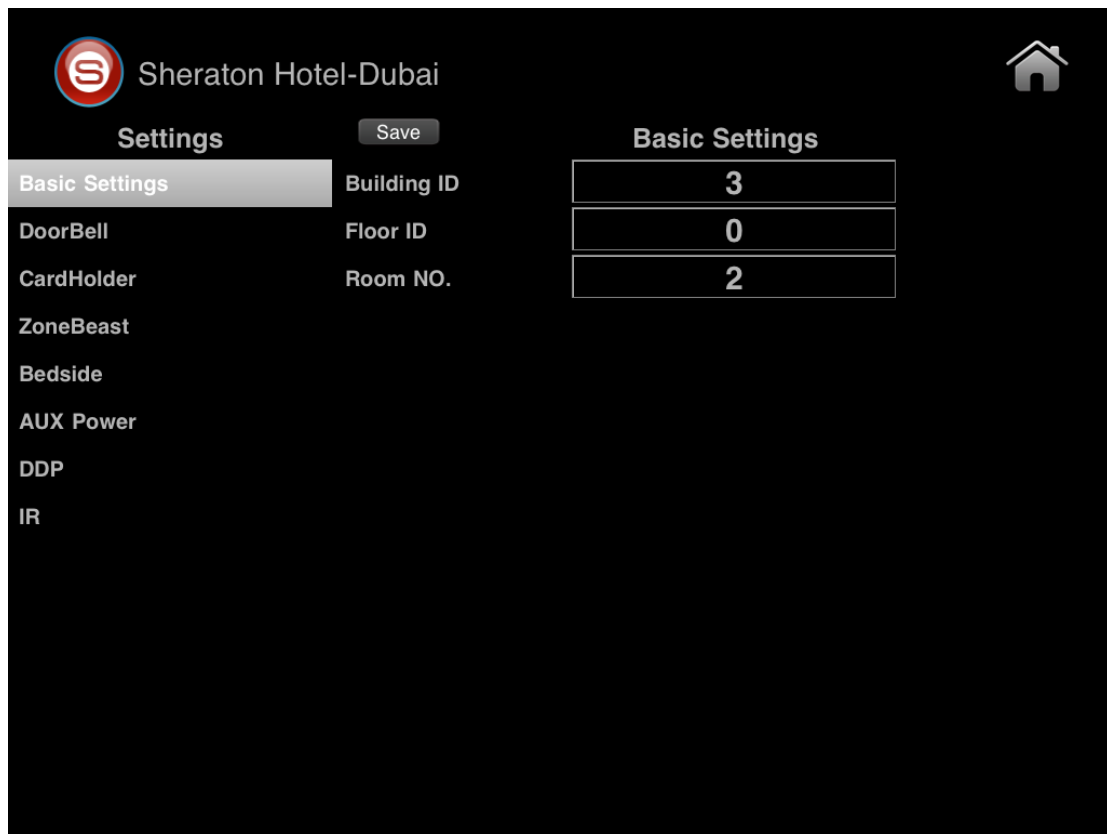 S
Sheraton Hotel-Dubai
Settings
Save
Basic Settings
Basic Settings
Building ID
3
DoorBell
Floor ID
0
CardHolder
Room NO.
2
ZoneBeast
Bedside
AUX Power
DDP
IR